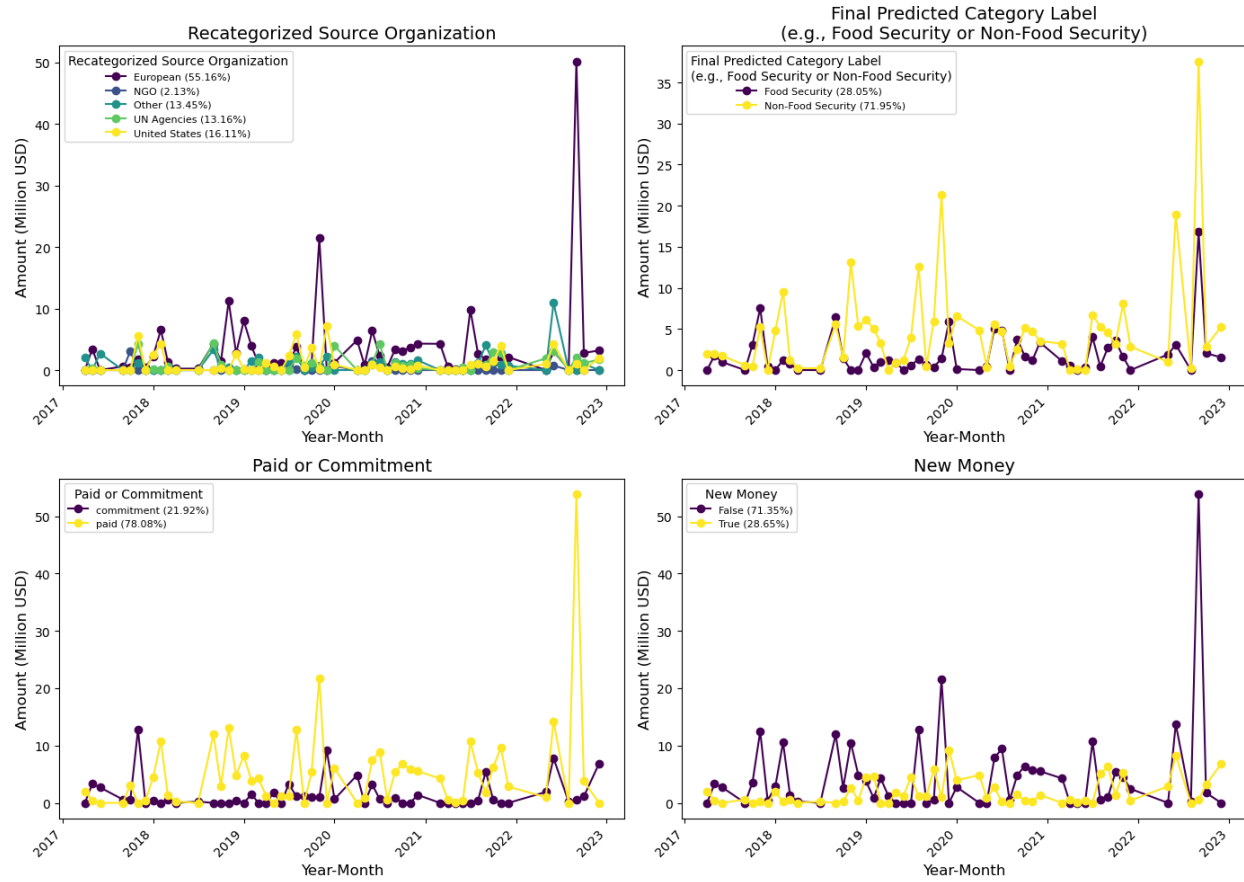 Recategorized Source Organization
Recategorized Source Organization
European (55.16%)
NGO (2.13%)
Other (13.45%)
UN Agencies (13.16%)
United States (16.11%)
50
40
30
20
10
0
Amount (Million USD)
2017
2018
2019
2020
2021
2022
2023
Year-Month
Final Predicted Category Label
(e.g., Food Security or Non-Food Security)
Final Predicted Category Label
(e.g., Food Security or Non-Food Security)
Food Security (28.05%)
Non-Food Security (71.95%)
35
30
25
20
15
10
5
0
Amount (Million USD)
2017
2018
2019
2020
2021
2022
2023
Year-Month
Paid or Commitment
Paid or Commitment
commitment (21.92%)
paid (78.08%)
50
40
30
20
10
0
Amount (Million USD)
2017
2018
2019
2020
2021
2022
2023
Year-Month
New Money
New Money
False (71.35%)
True (28.65%)
50
40
30
20
10
0
Amount (Million USD)
2017
2018
2019
2020
2021
2022
2023
Year-Month